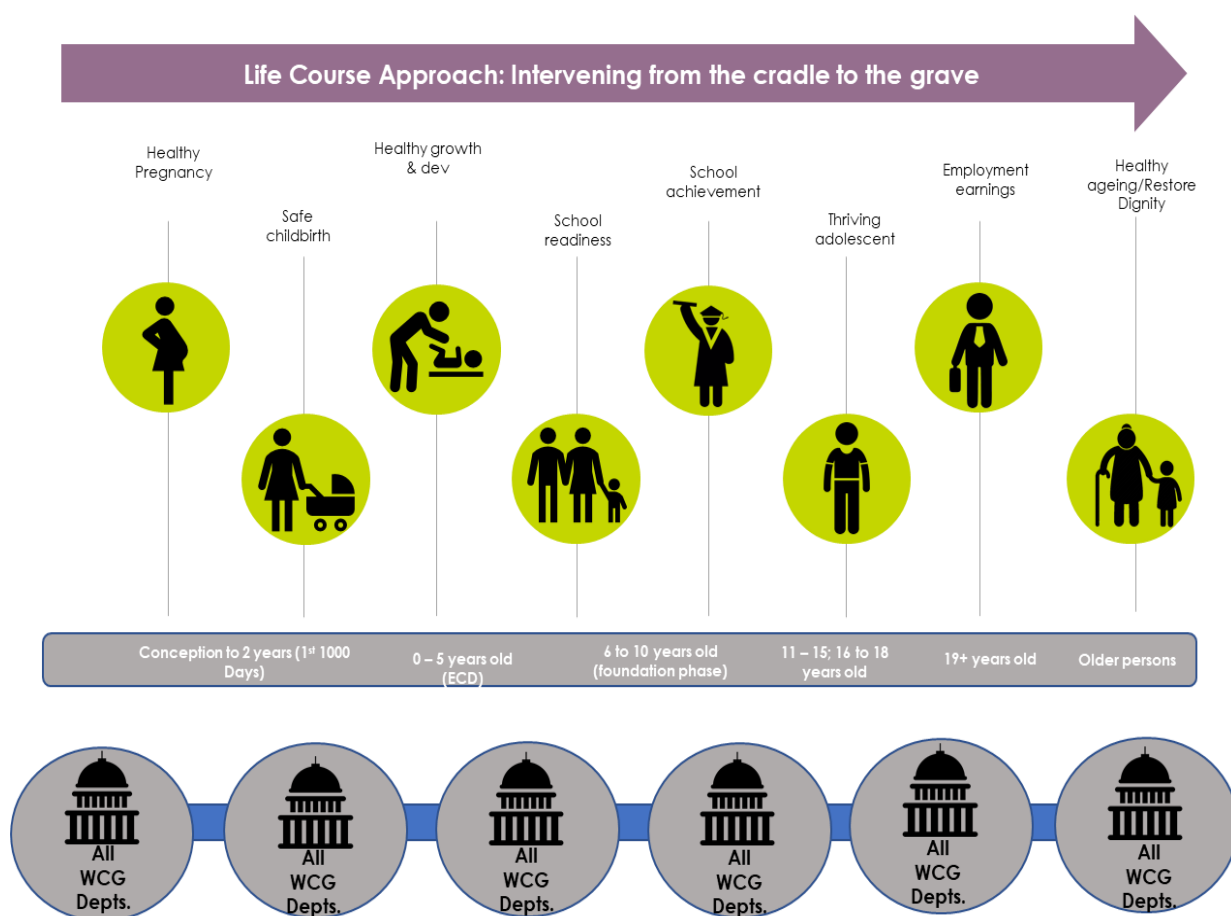 Life Course Approach: Intervening from the cradle to the grave
Healthy
Pregnancy
Safe
childbirth
Healthy growth
& dev
School
readiness
School
achievement
Thriving
adolescent
Employment
earnings
Healthy
ageing/Restore
Dignity
Conception to 2 years (1st 1000
Days)
0 – 5 years old
(ECD)
6 to 10 years old
(foundation phase)
11 – 15; 16 to 18
years old
19+ years old
Older persons
All
WCG
Depts.
All
WCG
Depts.
All
WCG
Depts.
All
WCG
Depts.
All
WCG
Depts.
All
WCG
Depts.